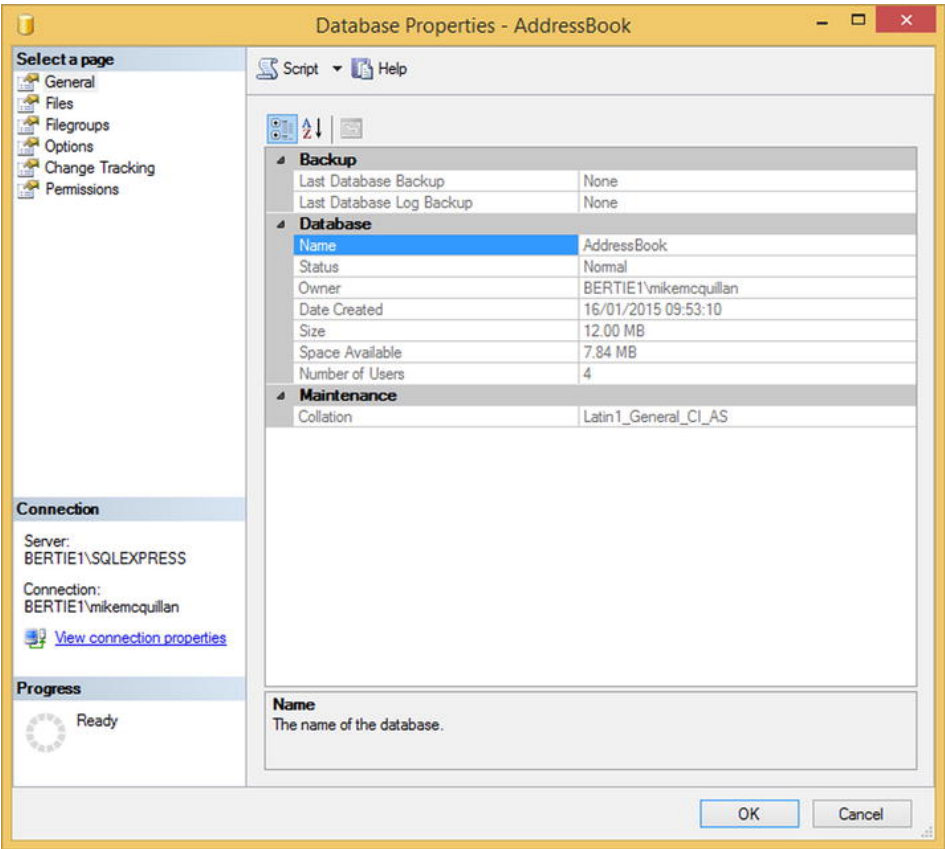 Database Properties - AddressBook
Select a page
General
Files
Filegroups
Options
Change Tracking
Permissions
Script
Help
Backup
Last Database Backup None
Last Database Log Backup None
Database
Name AddressBook
Status Normal
Owner BERTIE1\mikemcquillan
Date Created 16/01/2015 09:53:10
Size 12.00 MB
Space Available 7.84 MB
Number of Users 4
Maintenance
Collation Latin1_General_CI_AS
Connection
Server:
BERTIE1\SQLEXPRESS
Connection:
BERTIE1\mikemcquillan
View connection properties
Progress
Ready
Name
The name of the database.
OK Cancel